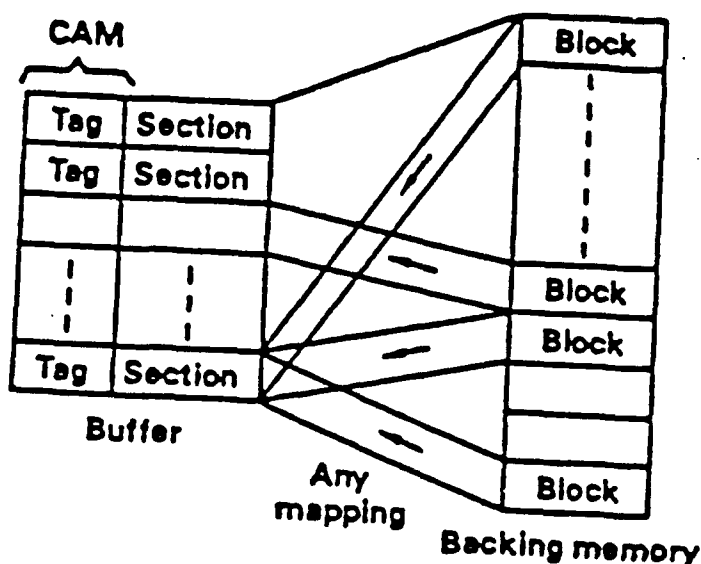 CAM
Block
Tag Section
Tag Section
Block
Block
Tag Section
Buffer
Any
mapping
Block
Backing memory